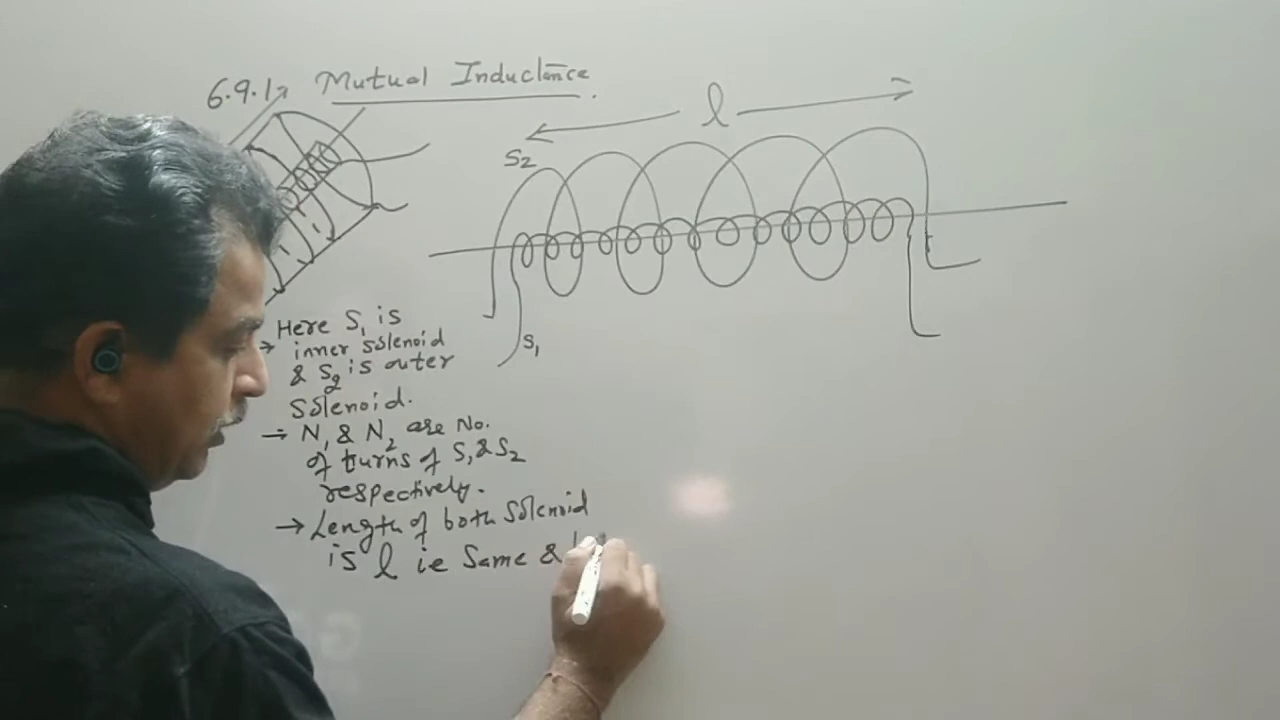 6.9.1 Mutual Inductance.
l
S2
S1
Here S1 is
→ inner solenoid
& S2 is outer
solenoid.
→ N1 & N2 are No.
of turns of S1 & S2
respectively.
→ Length of both solenoid
is l ie same &